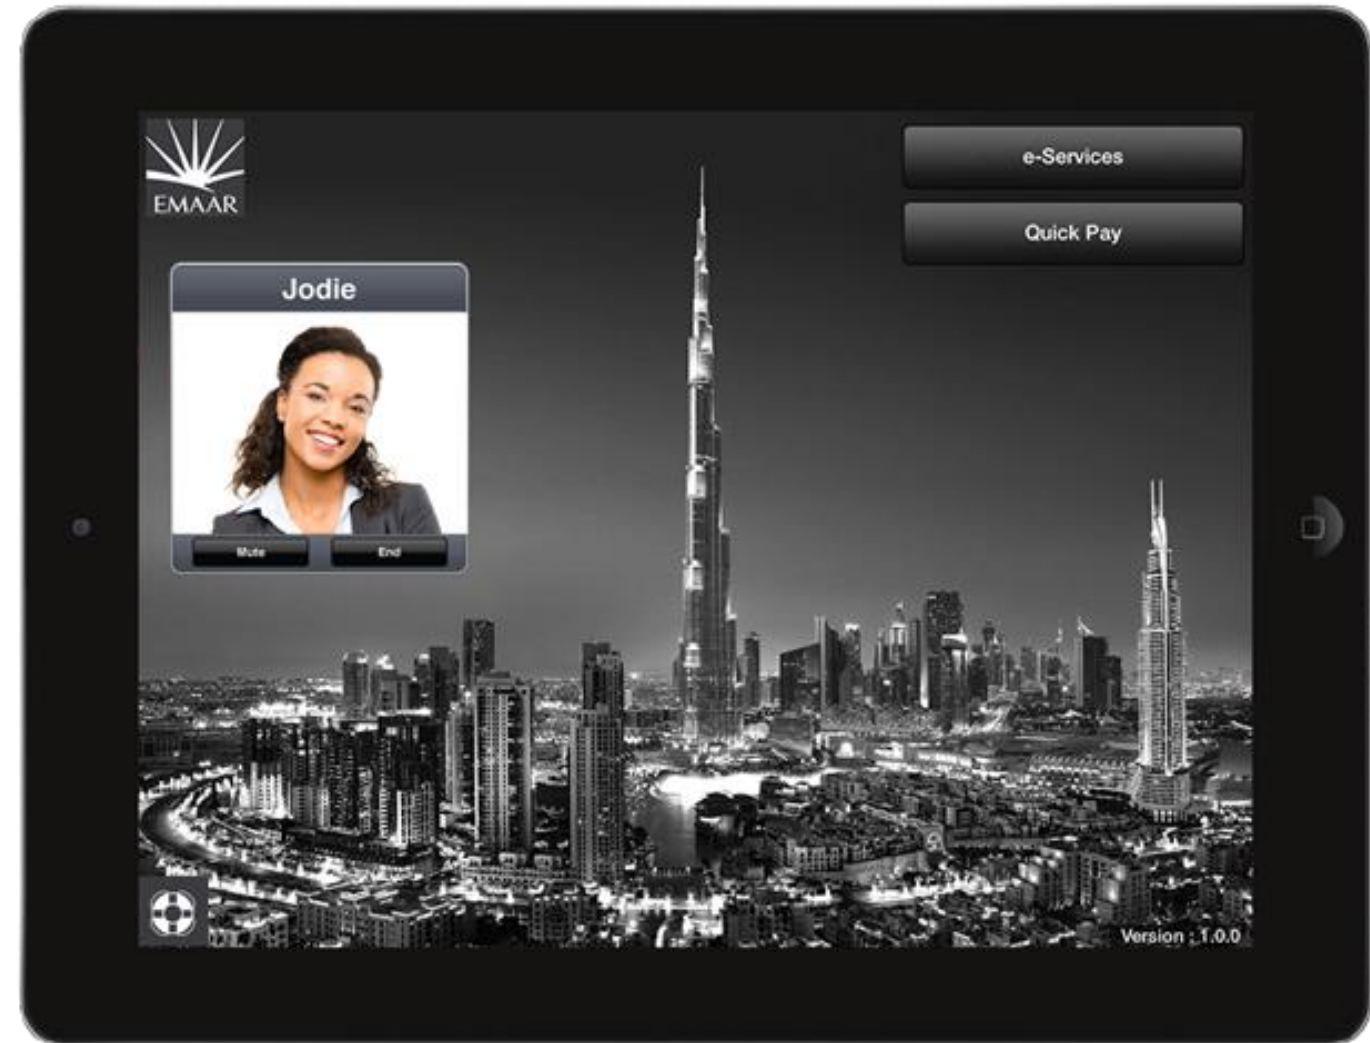 EMAAR
e-Services
Quick Pay
Jodie
Mute
End
Version : 1.0.0